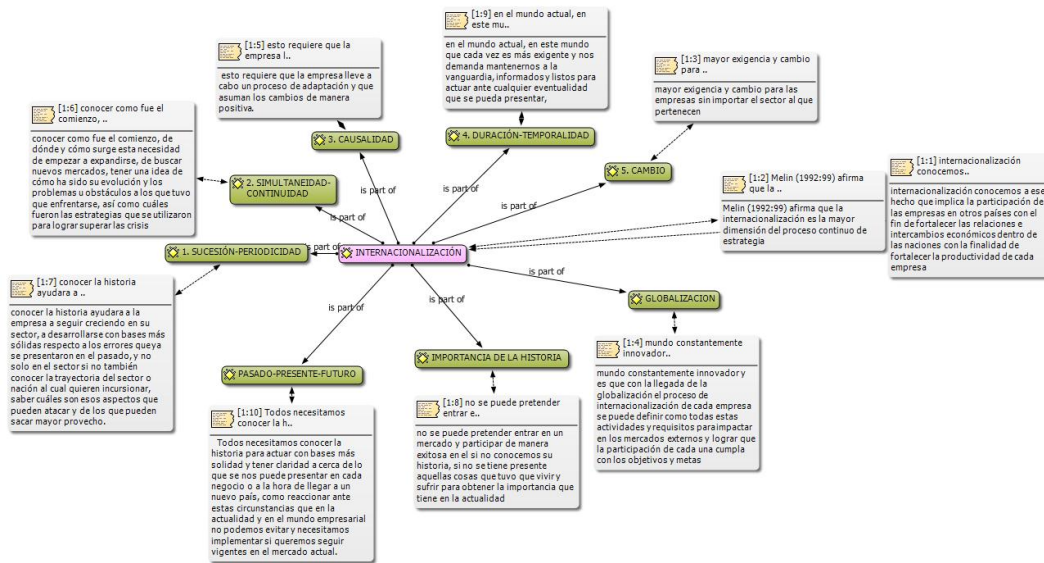 [1:9] en el mundo actual, en
este mu..
en el mundo actual, en este mundo
que cada vez es más exigente y nos
demanda mantenernos a la
vanguardia, informados y listos para
actuar ante cualquier eventualidad
que se pueda presentar,
[1:5] esto requiere que la
empresa l..
esto requiere que la empresa lleve a
cabo un proceso de adaptación y que
asuman los cambios de manera
positiva.
[1:3] mayor exigencia y cambio
para ..
mayor exigencia y cambio para las
empresas sin importar el sector al que
pertenecen
[1:6] conocer como fue el
comienzo, ..
conocer como fue el comienzo, de
dónde y cómo surge esta necesidad
de empezar a expandirse, de buscar
nuevos mercados, tener una idea de
cómo ha sido su evolución y los
problemas u obstáculos a los que tuvo
que enfrentarse, así como cuáles
fueron las estrategias que se utilizaron
para lograr superar las crisis
3. CAUSALIDAD
4. DURACIÓN-TEMPORALIDAD
5. CAMBIO
2. SIMULTANEIDAD-
CONTINUIDAD
is part of
is part of
is part of
is part of
[1:1] internacionalización
conocemos..
internacionalización conocemos a ese
hecho que implica la participación de
las empresas en otros países con el
fin de fortalecer las relaciones e
intercambios económicos dentro de
las naciones con la finalidad de
fortalecer la productividad de cada
empresa
[1:2] Melin (1992:99) afirma
que la ..
Melin (1992:99) afirma que la
internacionalización es la mayor
dimensión del proceso continuo de
estrategia
1. SUCESIÓN-PERIODICIDAD
is part of
INTERNACIONALIZACIÓN
is part of
is part of
is part of
[1:7] conocer la historia
ayudara a ..
conocer la historia ayudara a la
empresa a seguir creciendo en su
sector, a desarrollarse con bases más
sólidas respecto a los errores que ya
se presentaron en el pasado, y no
solo en el sector si no también
conocer la trayectoria del sector o
nación al cual quieren incursionar,
saber cuáles son esos aspectos que
pueden atacar y de los que pueden
sacar mayor provecho.
GLOBALIZACION
[1:4] mundo constantemente
innovador..
mundo constantemente innovador y
es que con la llegada de la
globalización el proceso de
internacionalización de cada empresa
se puede definir como todas estas
actividades y requisitos para impactar
en los mercados externos y lograr que
la participación de cada una cumpla
con los objetivos y metas
IMPORTANCIA DE LA HISTORIA
[1:8] no se puede pretender
entrar e..
no se puede pretender entrar en un
mercado y participar de manera
exitosa en el si no conocemos su
historia, si no se tiene presente
aquellas cosas que tuvo que vivir y
sufrir para obtener la importancia que
tiene en la actualidad
PASADO-PRESENTE-FUTURO
[1:10] Todos necesitamos
conocer la h..
Todos necesitamos conocer la
historia para actuar con bases más
solidad y tener claridad a cerca de lo
que se nos puede presentar en cada
negocio o a la hora de llegar a un
nuevo país, como reaccionar ante
estas circunstancias que en la
actualidad y en el mundo empresarial
no podemos evitar y necesitamos
implementar si queremos seguir
vigentes en el mercado actual.